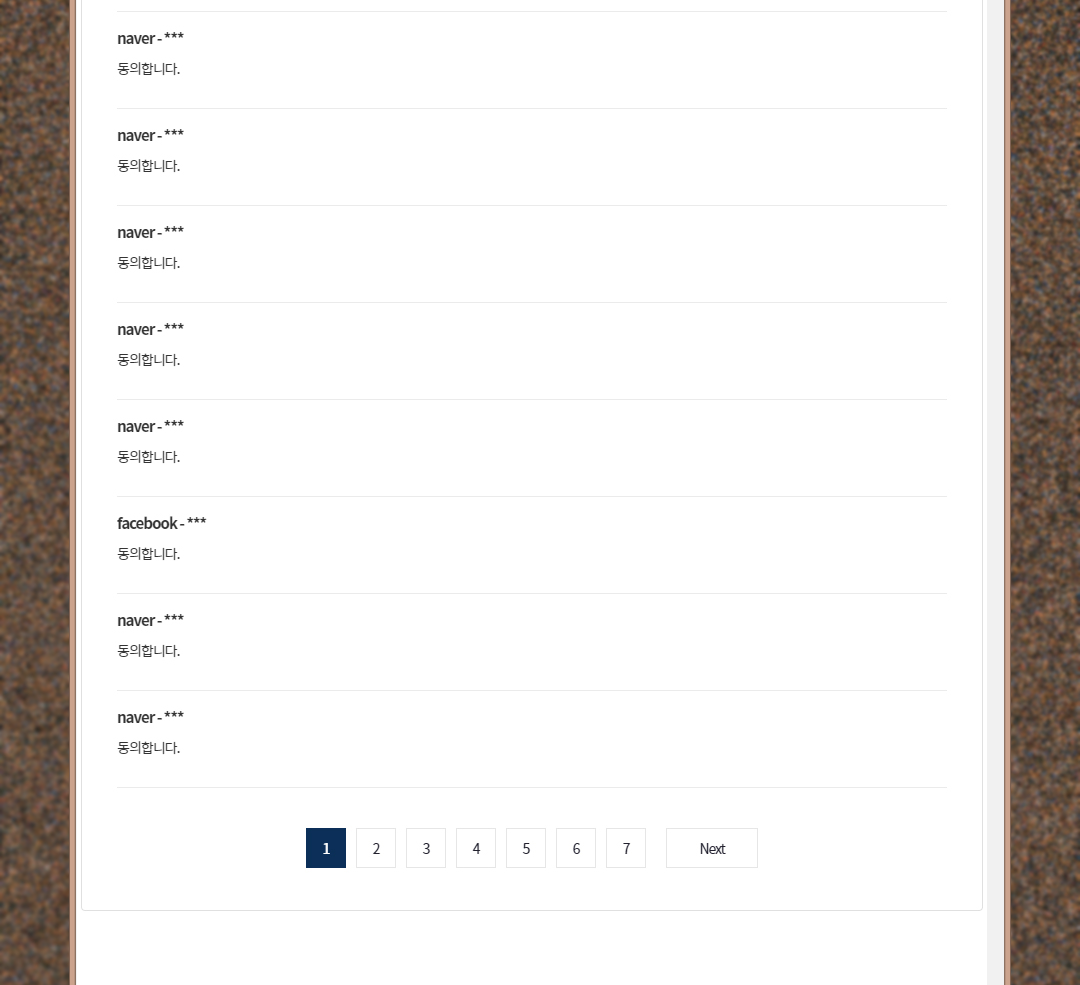 naver - ***
동의합니다.
naver - ***
동의합니다.
naver - ***
동의합니다.
naver - ***
동의합니다.
naver - ***
동의합니다.
facebook - ***
동의합니다.
naver - ***
동의합니다.
naver - ***
동의합니다.
1 2 3 4 5 6 7 Next